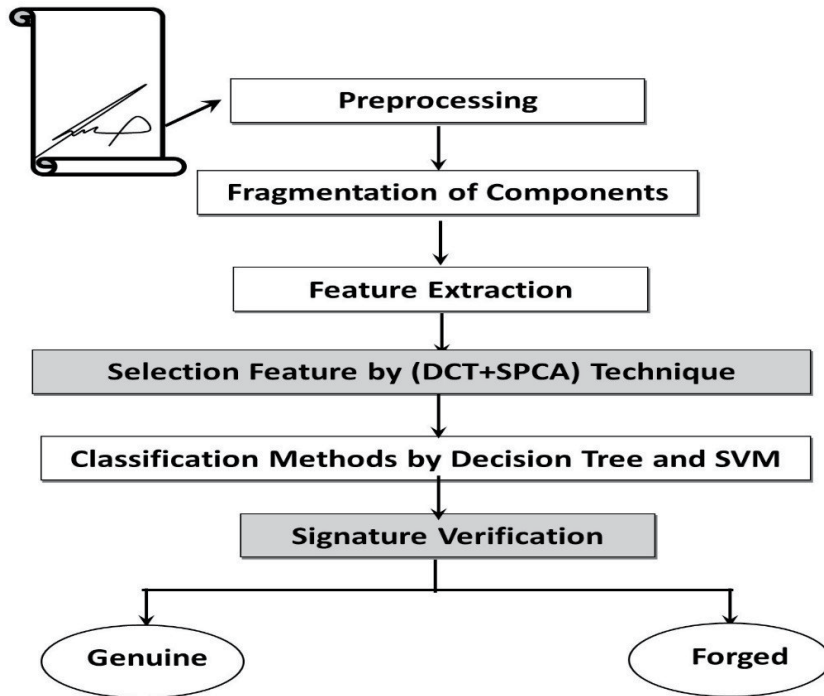 Preprocessing
Fragmentation of Components
Feature Extraction
Selection Feature by (DCT+SPCA) Technique
Classification Methods by Decision Tree and SVM
Signature Verification
Genuine
Forged